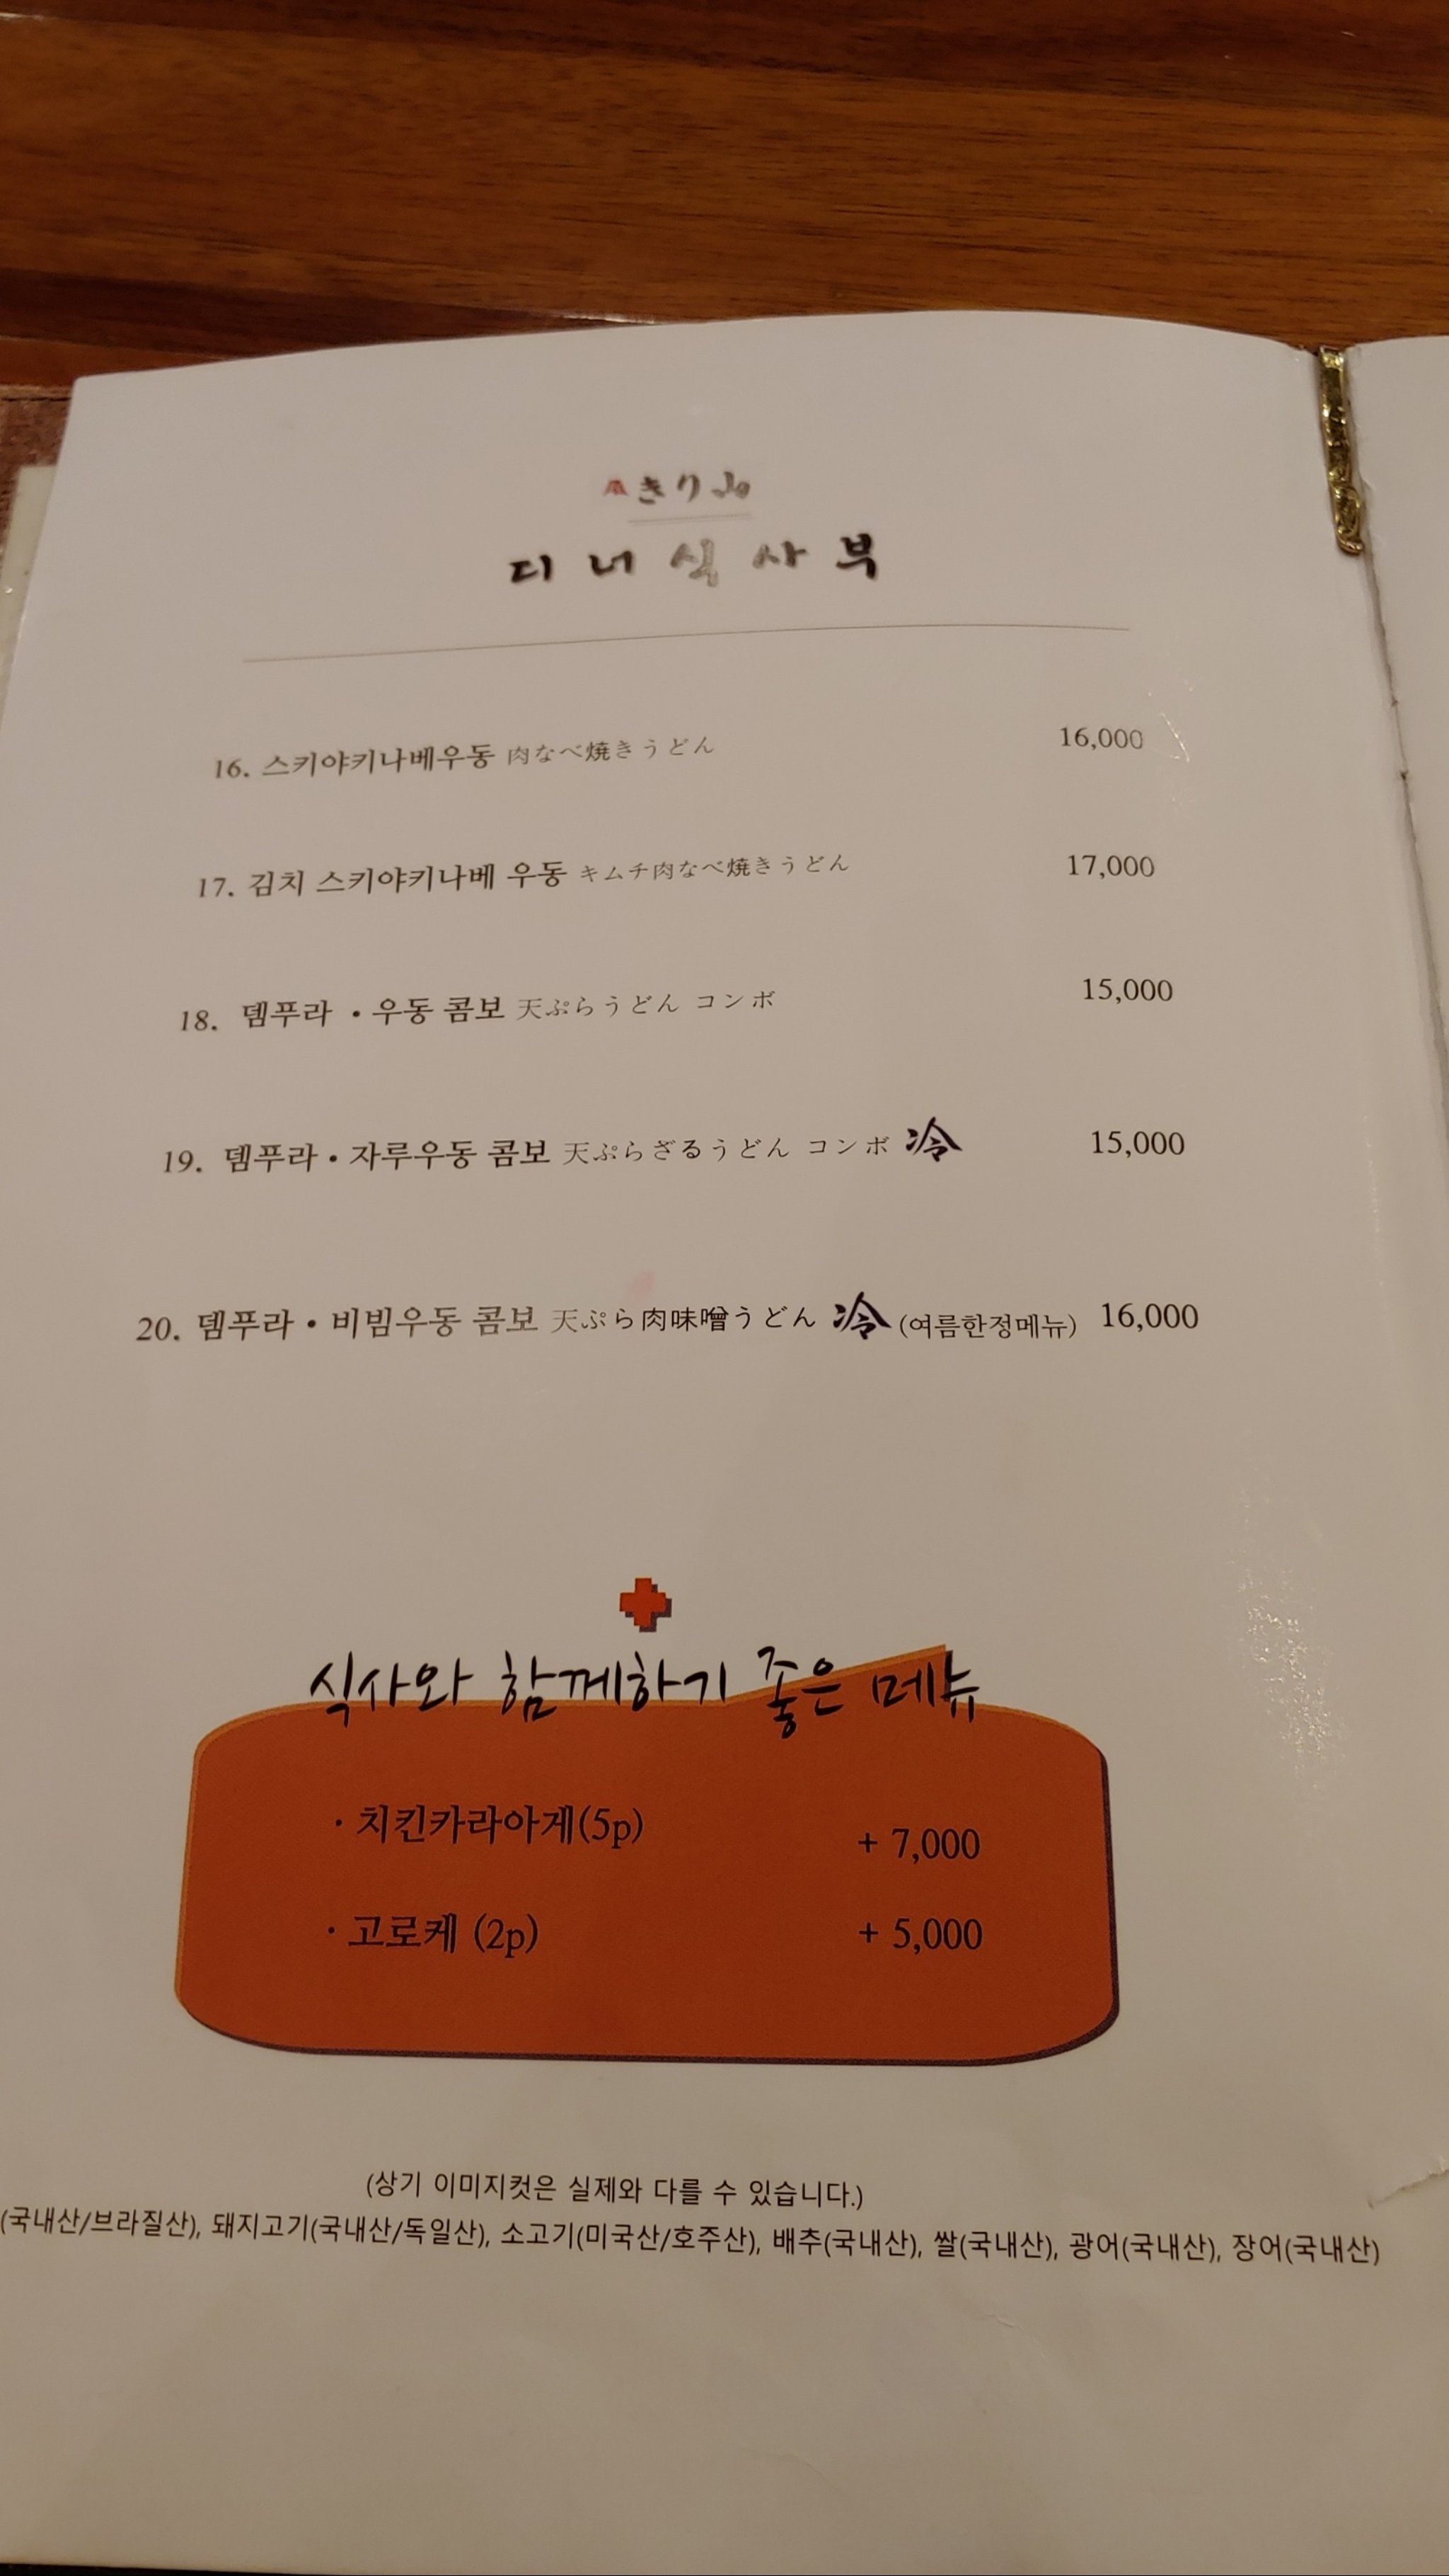 きり山
디너식사부
16. 스키야키나베우동 肉なべ焼きうどん 16,000
17. 김치 스키야키나베 우동 キムチ肉なべ焼きうどん 17,000
18. 뎀푸라 • 우동 콤보 天ぷらうどん コンボ 15,000
19. 뎀푸라 • 자루우동 콤보 天ぷらざるうどん コンボ 冷 15,000
20. 뎀푸라 • 비빔우동 콤보 天ぷら肉味噌うどん 冷 (여름한정메뉴) 16,000
식사와 함께하기 좋은 메뉴
· 치킨카라아게(5p) + 7,000
· 고로케 (2p) + 5,000
(상기 이미지컷은 실제와 다를 수 있습니다.)
(국내산/브라질산), 돼지고기(국내산/독일산), 소고기(미국산/호주산), 배추(국내산), 쌀(국내산), 광어(국내산), 장어(국내산)